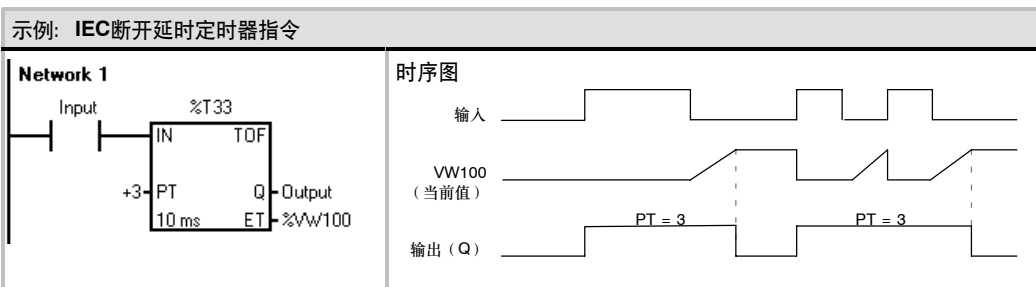 示例: IEC断开延时定时器指令
Network 1
Input
%T33
IN TOF
+3 PT Q Output
10 ms ET %VW100
时序图
输入
VW100
（当前值）
PT = 3 PT = 3
输出（Q）